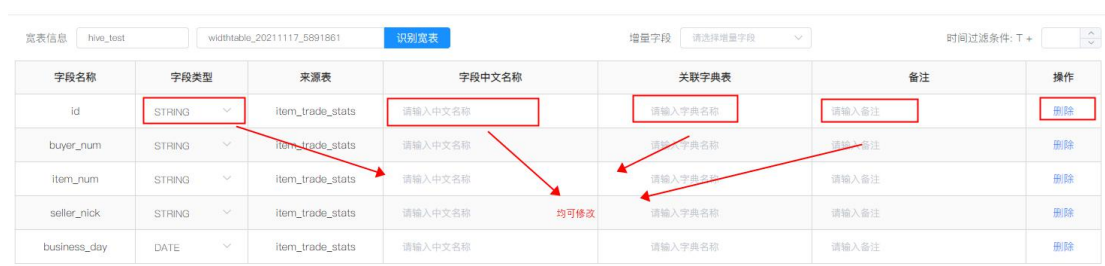 宽表信息 hive_test widthtable_20211117_5891861 识别宽表 增量字段 请选择增量字段 时间过滤条件: T +
字段名称 字段类型 来源表 字段中文名称 关联字典表 备注 操作
id STRING item_trade_stats 请输入中文名称 请输入字典名称 请输入备注 删除
buyer_num STRING item_trade_stats 请输入中文名称 请输入字典名称 请输入备注 删除
item_num STRING item_trade_stats 请输入中文名称 请输入字典名称 请输入备注 删除
seller_nick STRING item_trade_stats 请输入中文名称 均可修改 请输入字典名称 请输入备注 删除
business_day DATE item_trade_stats 请输入中文名称 请输入字典名称 请输入备注 删除